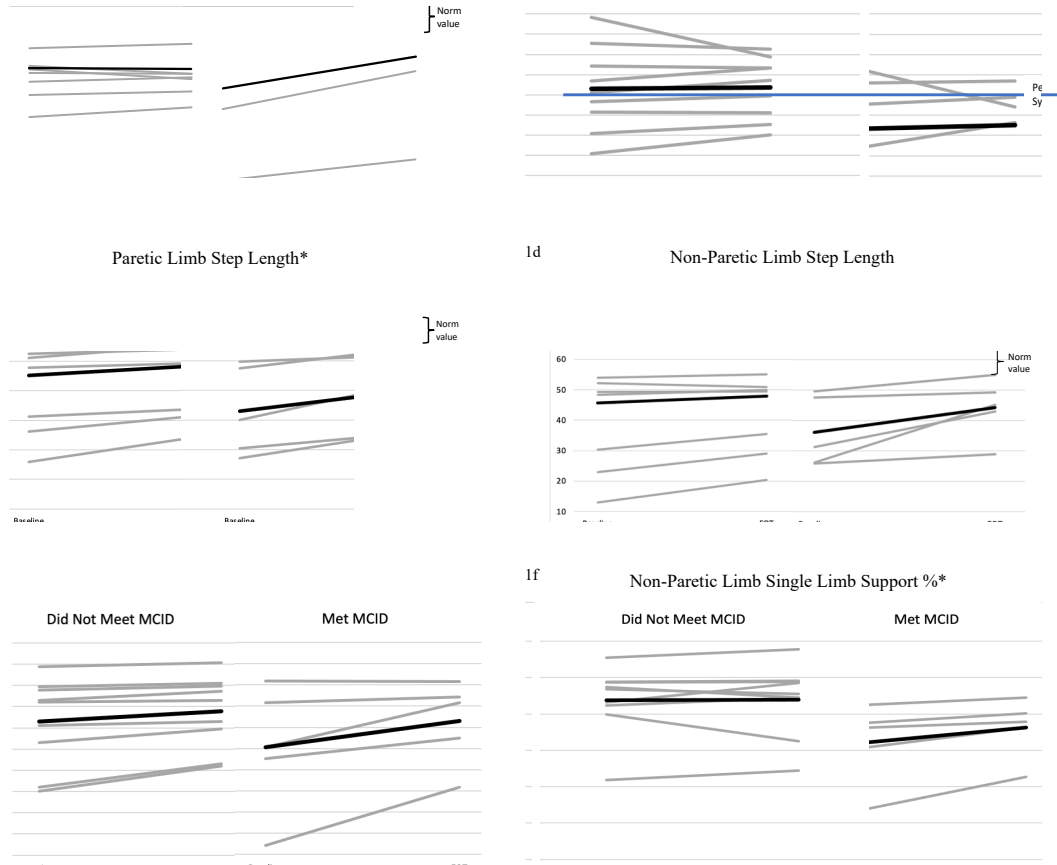 Norm
value
Pe
Sy
Paretic Limb Step Length*
1d
Non-Paretic Limb Step Length
Norm
value
60
50
40
30
20
10
Norm
value
Baseline
Baseline
1f
Non-Paretic Limb Single Limb Support %*
Did Not Meet MCID
Met MCID
Did Not Meet MCID
Met MCID